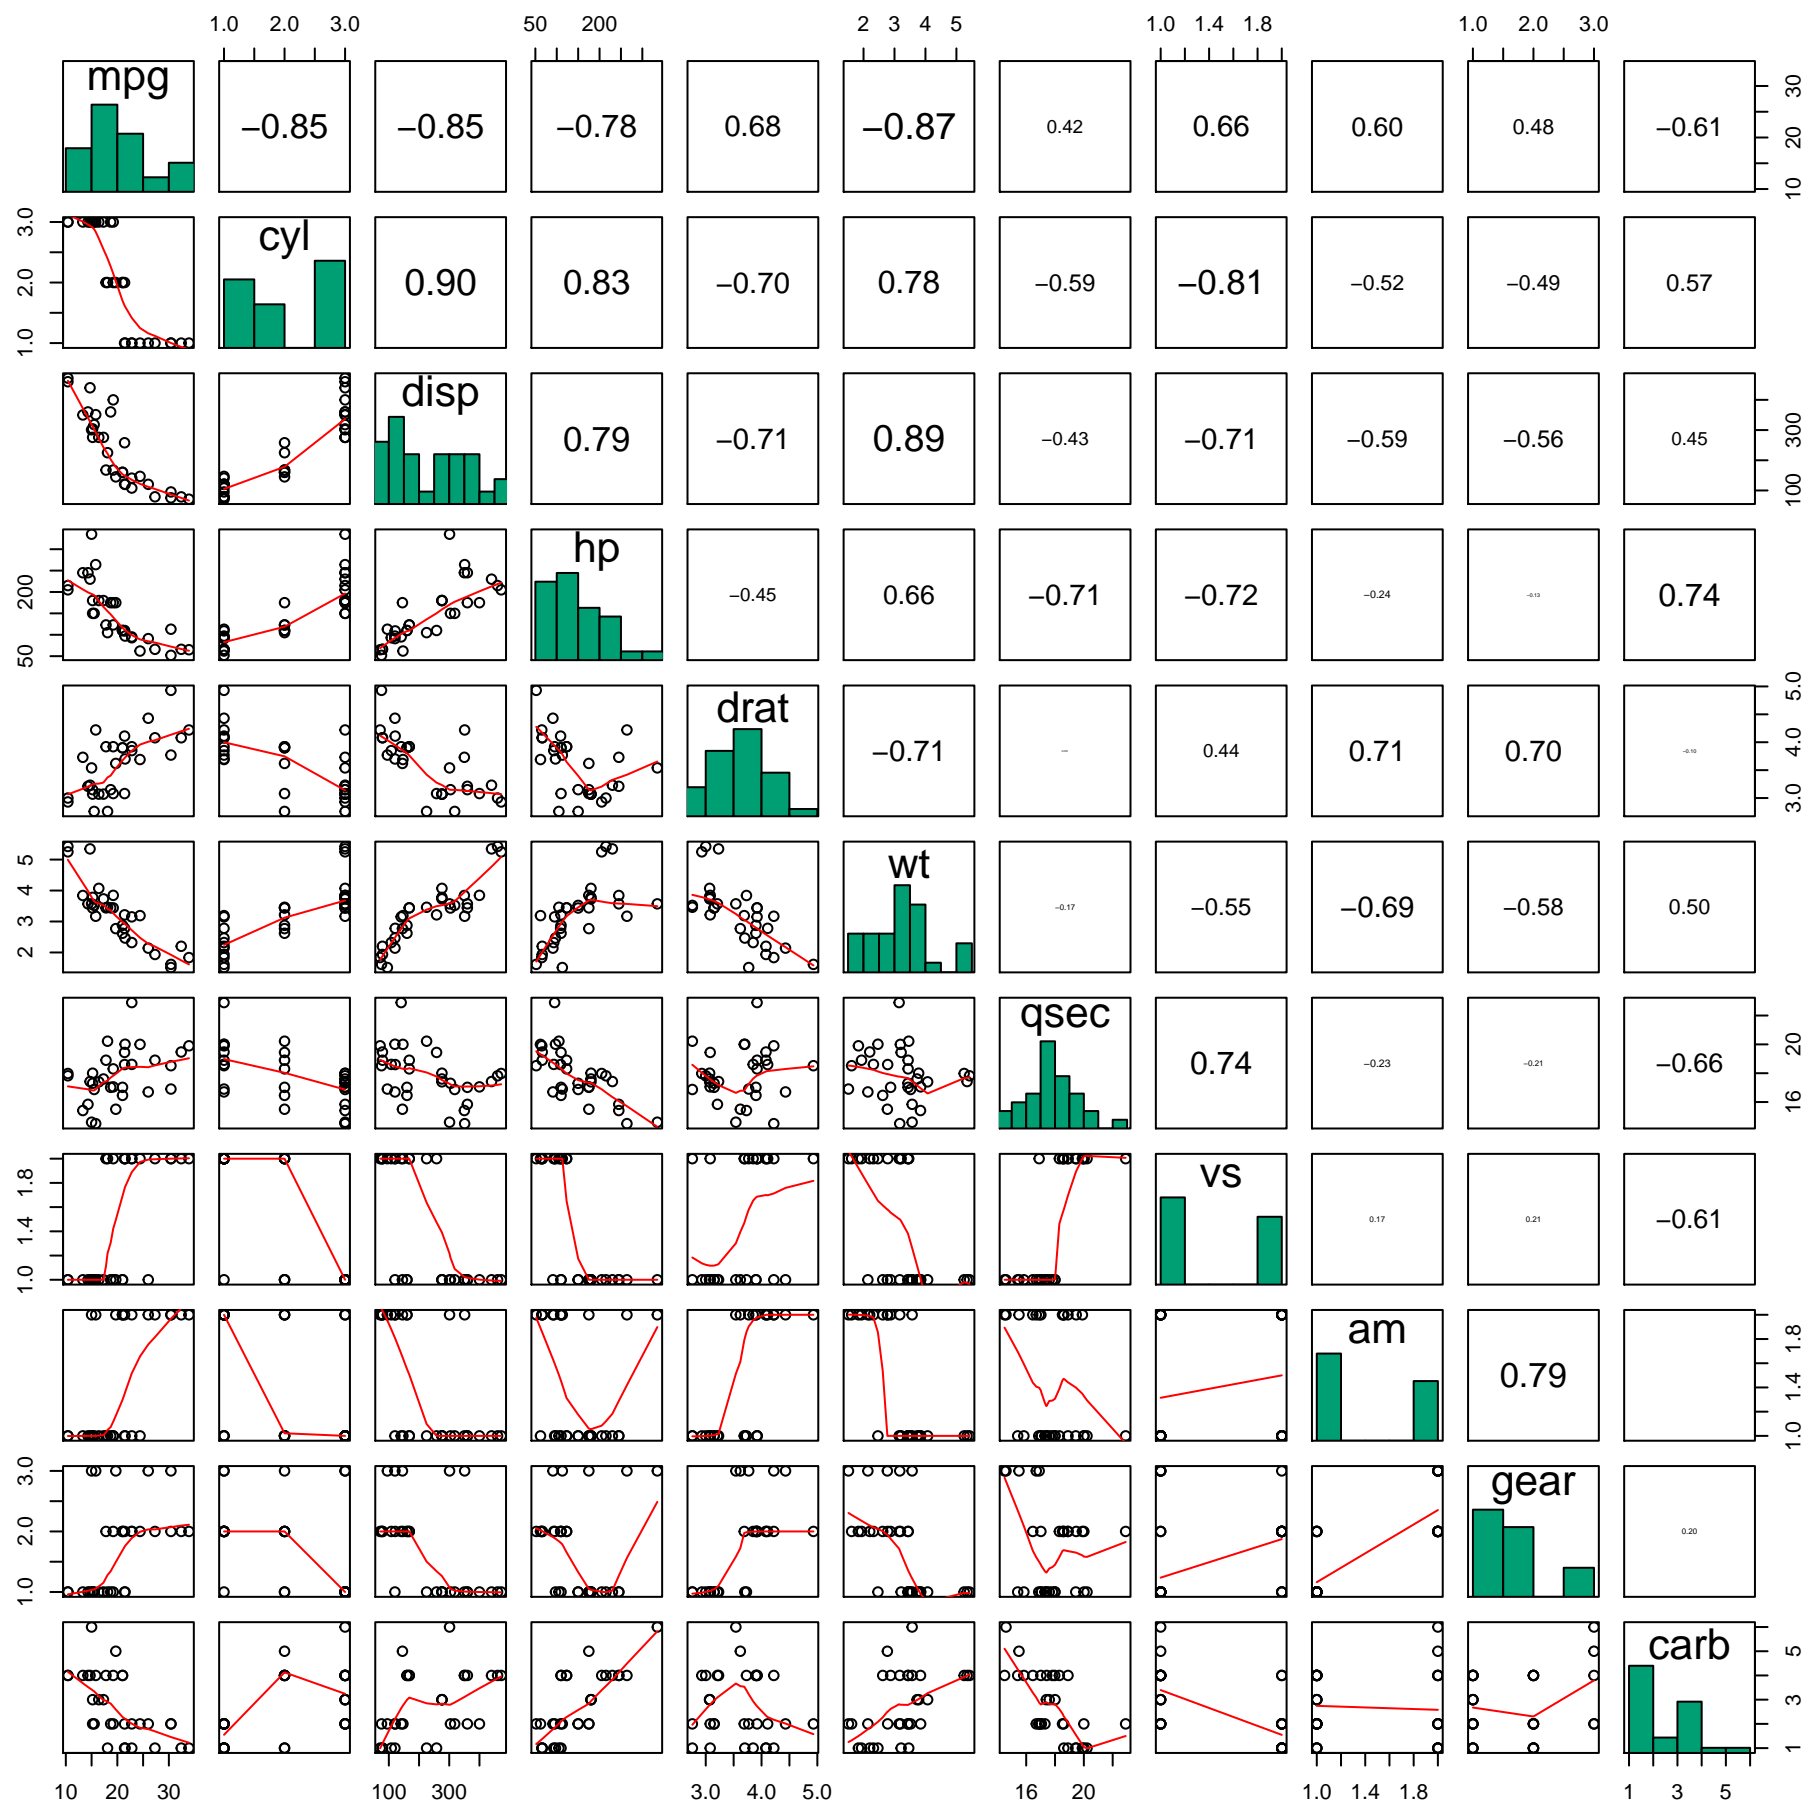 1.0 2.0 3.0 50 200 2 3 4 5 1.0 1.4 1.8 1.0 2.0 3.0
mpg −0.85 −0.85 −0.78 0.68 −0.87 0.42 0.66 0.60 0.48 −0.61 10 20 30
1.0 2.0 3.0 cyl 0.90 0.83 −0.70 0.78 −0.59 −0.81 −0.52 −0.49 0.57
disp 0.79 −0.71 0.89 −0.43 −0.71 −0.59 −0.56 0.45 100 300
50 200 hp −0.45 0.66 −0.71 −0.72 −0.24 −0.13 0.74
drat −0.71 0.44 0.71 0.70 −0.10 3.0 4.0 5.0
2 3 4 5 wt −0.17 −0.55 −0.69 −0.58 0.50
qsec 0.74 −0.23 −0.21 −0.66 16 20
1.0 1.4 1.8 vs 0.17 0.21 −0.61
am 0.79 1.0 1.4 1.8
1.0 2.0 3.0 gear 0.20
carb 1 3 5
10 20 30 100 300 3.0 4.0 5.0 16 20 1.0 1.4 1.8 1 3 5